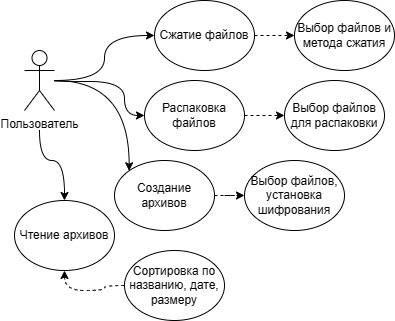 Сжатие файлов
Выбор файлов и
метода сжатия
Пользователь
Распаковка
файлов
Выбор файлов
для распаковки
Создание
архивов
Выбор файлов,
установка
шифрования
Чтение архивов
Сортировка по
названию, дате,
размеру